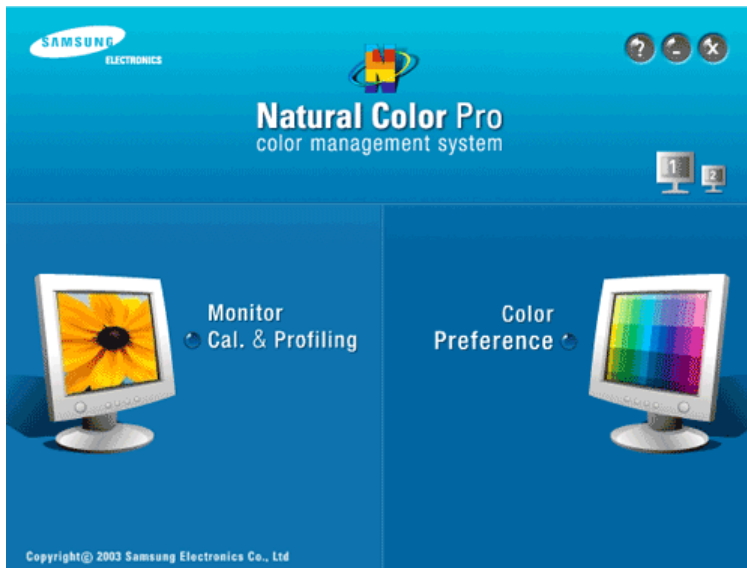 SAMSUNG
ELECTRONICS
?
-
x
N
Natural Color Pro
color management system
1
2
Monitor
Cal. & Profiling
Color
Preference
Copyright© 2003 Samsung Electronics Co., Ltd